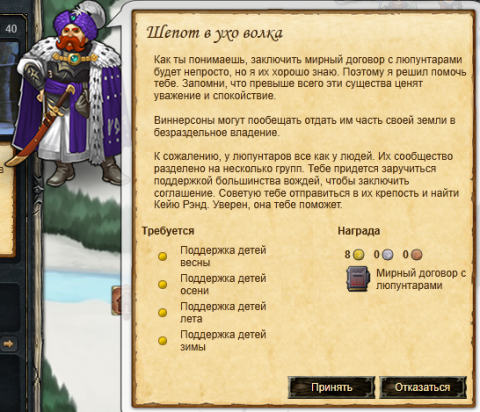 40
Шепот в ухо волка
Как ты понимаешь, заключить мирный договор с люпунтарами
будет непросто, но я их хорошо знаю. Поэтому я решил помочь
тебе. Запомни, что превыше всего эти существа ценят
уважение и спокойствие.
Виннерсоны могут пообещать отдать им часть своей земли в
безраздельное владение.
К сожалению, у люпунтаров все как у людей. Их сообщество
разделено на несколько групп. Тебе придется заручиться
поддержкой большинства вождей, чтобы заключить
соглашение. Советую тебе отправиться в их крепость и найти
Кейю Рэнд. Уверен, она тебе поможет.
Требуется
Поддержка детей
весны
Поддержка детей
осени
Поддержка детей
лета
Поддержка детей
зимы
Награда
8 0 0
Мирный договор с
люпунтарами
Принять
Отказаться